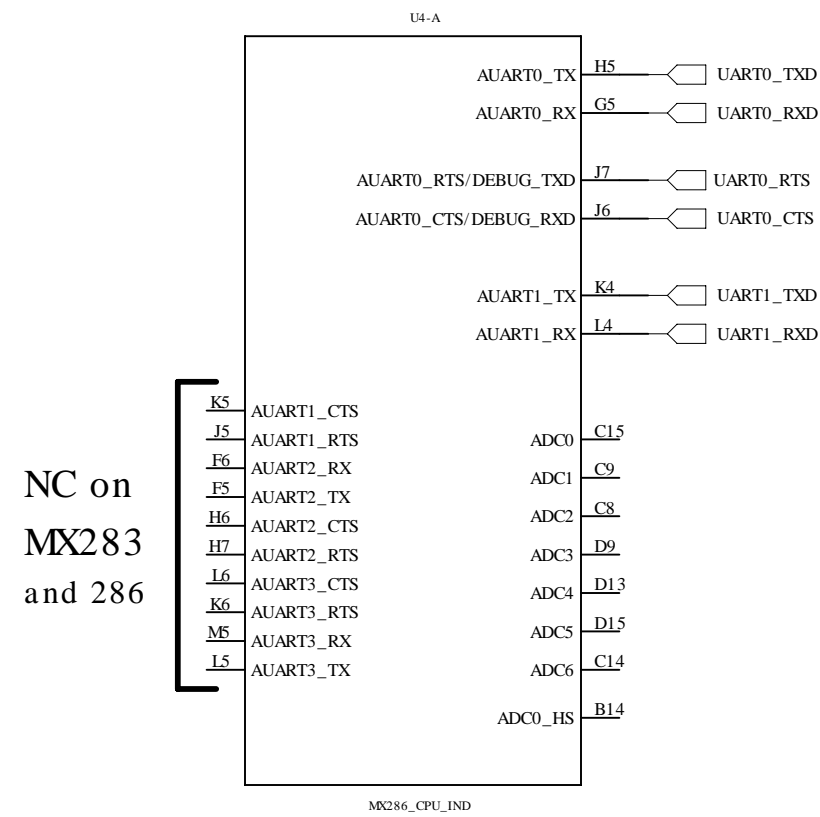 U4-A
AUART0_TX H5 UART0_TXD
AUART0_RX G5 UART0_RXD
AUART0_RTS/DEBUG_TXD J7 UART0_RTS
AUART0_CTS/DEBUG_RXD J6 UART0_CTS
AUART1_TX K4 UART1_TXD
AUART1_RX L4 UART1_RXD
NC on
MX283
and 286
K5 AUART1_CTS
J5 AUART1_RTS
F6 AUART2_RX
F5 AUART2_TX
H6 AUART2_CTS
H7 AUART2_RTS
L6 AUART3_CTS
K6 AUART3_RTS
M5 AUART3_RX
L5 AUART3_TX
ADC0 C15
ADC1 C9
ADC2 C8
ADC3 D9
ADC4 D13
ADC5 D15
ADC6 C14
ADC0_HS B14
MX286_CPU_IND